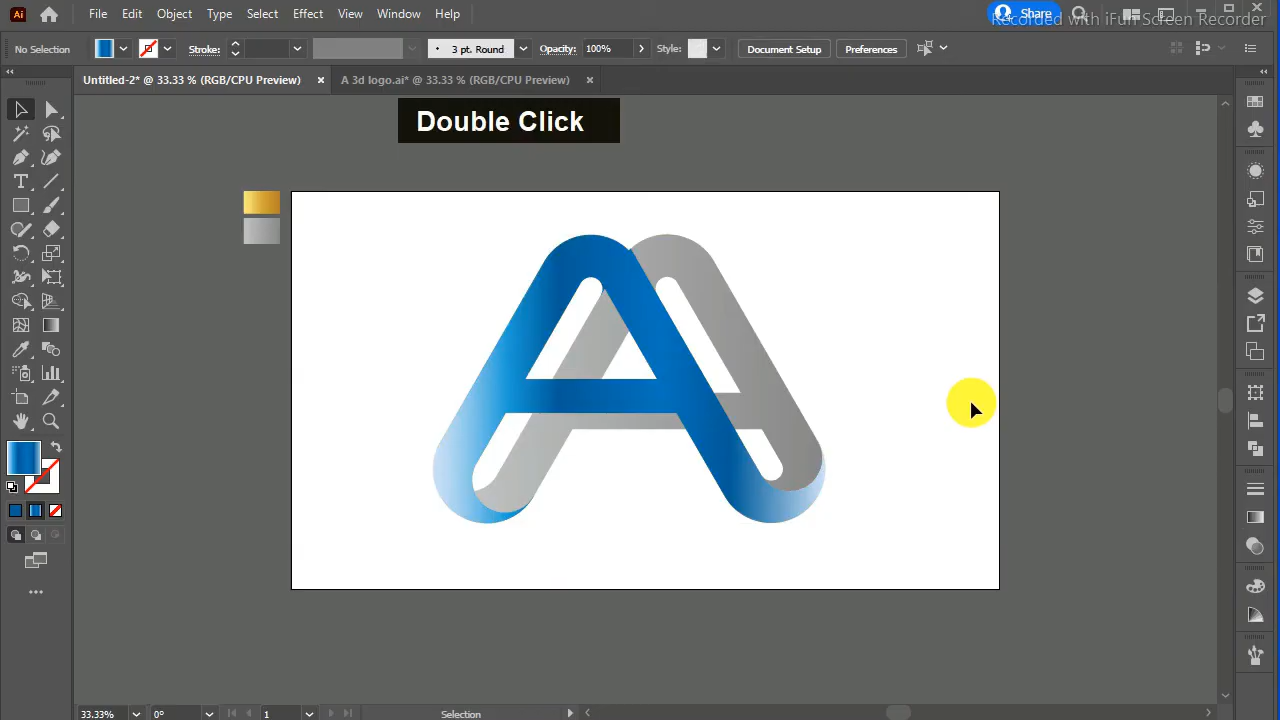 Ai File Edit Object Type Select Effect View Window Help Share
Recorded with iFun Screen Recorder
No Selection Stroke: 3 pt. Round Opacity: 100% Style: Document Setup Preferences
Untitled-2* @ 33.33 % (RGB/CPU Preview) × A 3d logo.ai* @ 33.33 % (RGB/CPU Preview) ×
Double Click
33.33% 0° 1 Selection